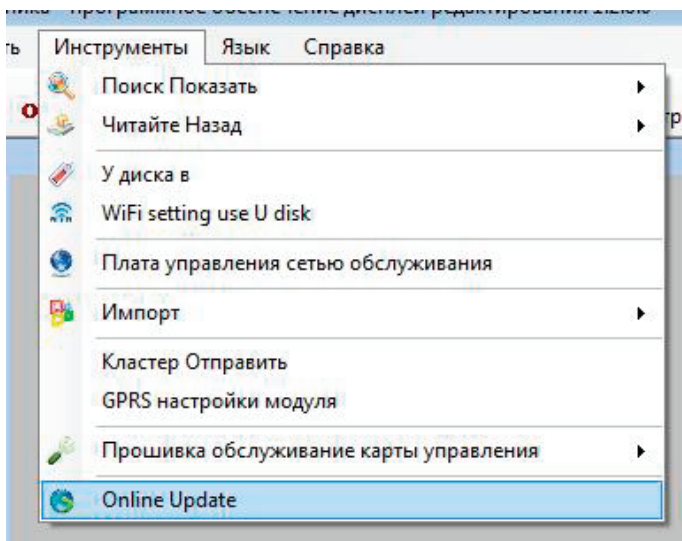 Инструменты Язык Справка
Поиск Показать
Читайте Назад
У диска в
WiFi setting use U disk
Плата управления сетью обслуживания
Импорт
Кластер Отправить
GPRS настройки модуля
Прошивка обслуживание карты управления
Online Update